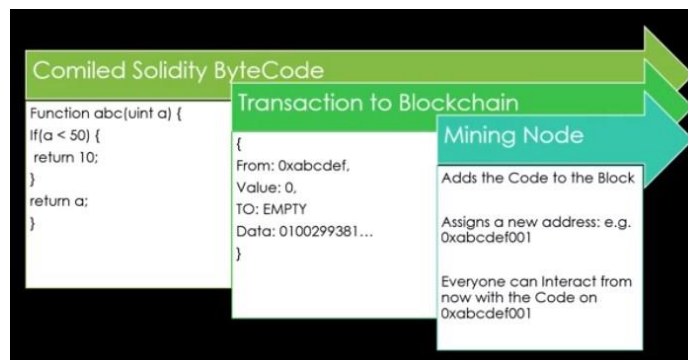 Comiled Solidity ByteCode
Function abc(uint a) {
If(a < 50) {
return 10;
}
return a;
}
Transaction to Blockchain
{
From: 0xabcdef,
Value: 0,
TO: EMPTY
Data: 0100299381...
}
Mining Node
Adds the Code to the Block
Assigns a new address: e.g.
0xabcdef001
Everyone can Interact from
now with the Code on
0xabcdef001